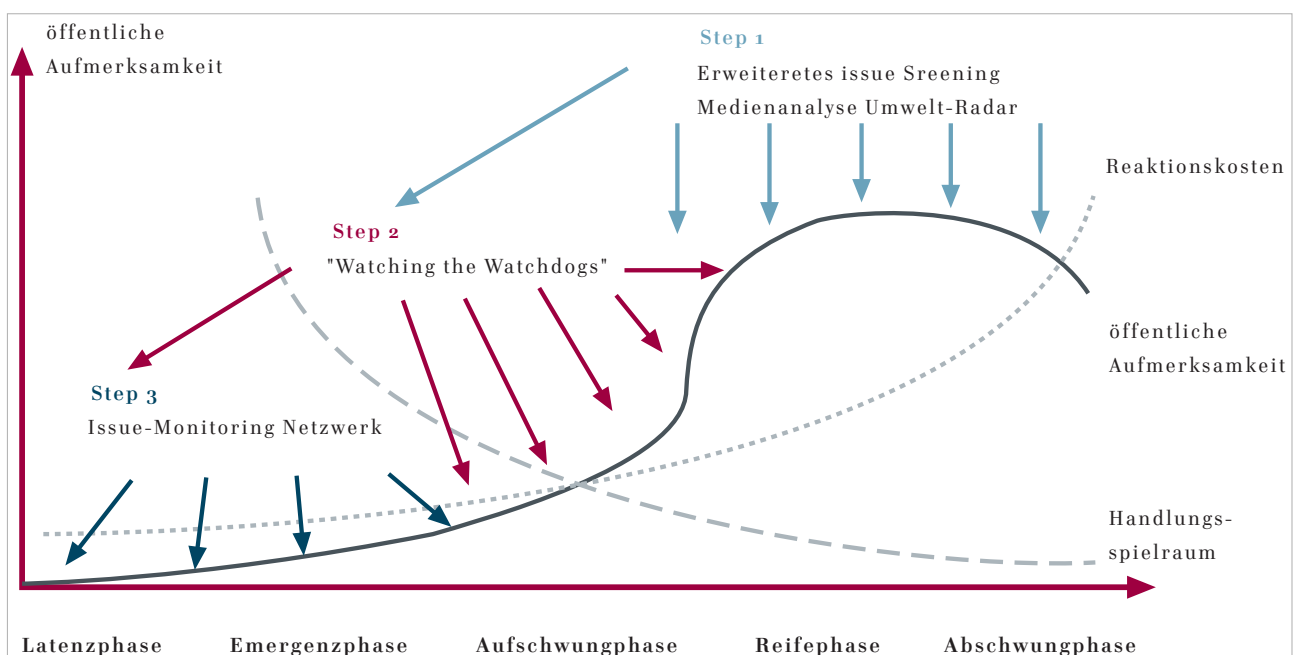 öffentliche
Aufmerksamkeit
Step 1
Erweiteretes issue Sreening
Medienanalyse Umwelt-Radar
Reaktionskosten
Step 2
"Watching the Watchdogs"
öffentliche
Aufmerksamkeit
Step 3
Issue-Monitoring Netzwerk
Handlungs-
spielraum
Latenzphase Emergenzphase Aufschwungphase Reifephase Abschwungphase